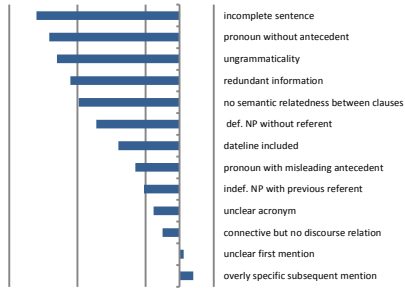 incomplete sentence
pronoun without antecedent
ungrammaticality
redundant information
no semantic relatedness between clauses
def. NP without referent
dateline included
pronoun with misleading antecedent
indef. NP with previous referent
unclear acronym
connective but no discourse relation
unclear first mention
overly specific subsequent mention